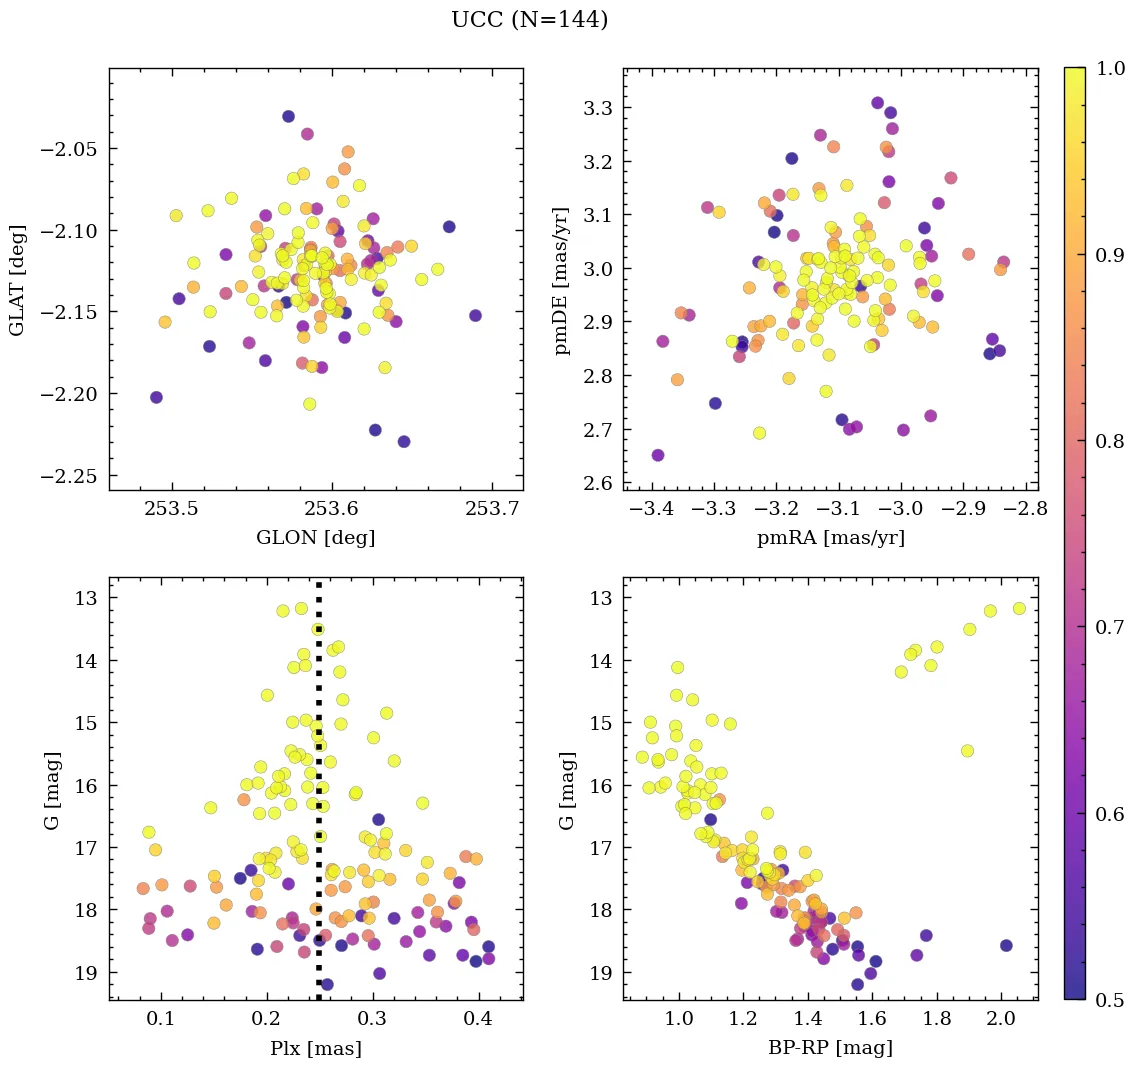 UCC (N=144)
−2.05
−2.10
−2.15
−2.20
−2.25
GLAT [deg]
253.5 253.6 253.7
GLON [deg]
3.3
3.2
3.1
3.0
2.9
2.8
2.7
2.6
pmDE [mas/yr]
−3.4 −3.3 −3.2 −3.1 −3.0 −2.9 −2.8
pmRA [mas/yr]
13
14
15
16
17
18
19
G [mag]
0.1 0.2 0.3 0.4
Plx [mas]
13
14
15
16
17
18
19
G [mag]
1.0 1.2 1.4 1.6 1.8 2.0
BP-RP [mag]
1.0
0.9
0.8
0.7
0.6
0.5